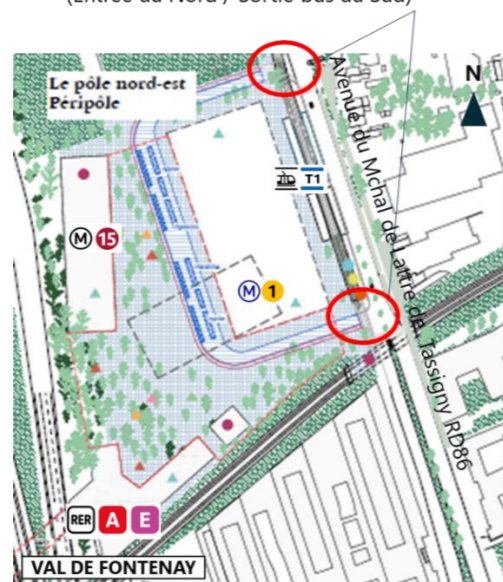 (Entrée au Nord / Sortie bus au Sud)
Le pôle nord-est
Péripôle
N
Avenue du Mchal de Lattre de Tassigny RD86
T1
M 15
M 1
RER A E
VAL DE FONTENAY